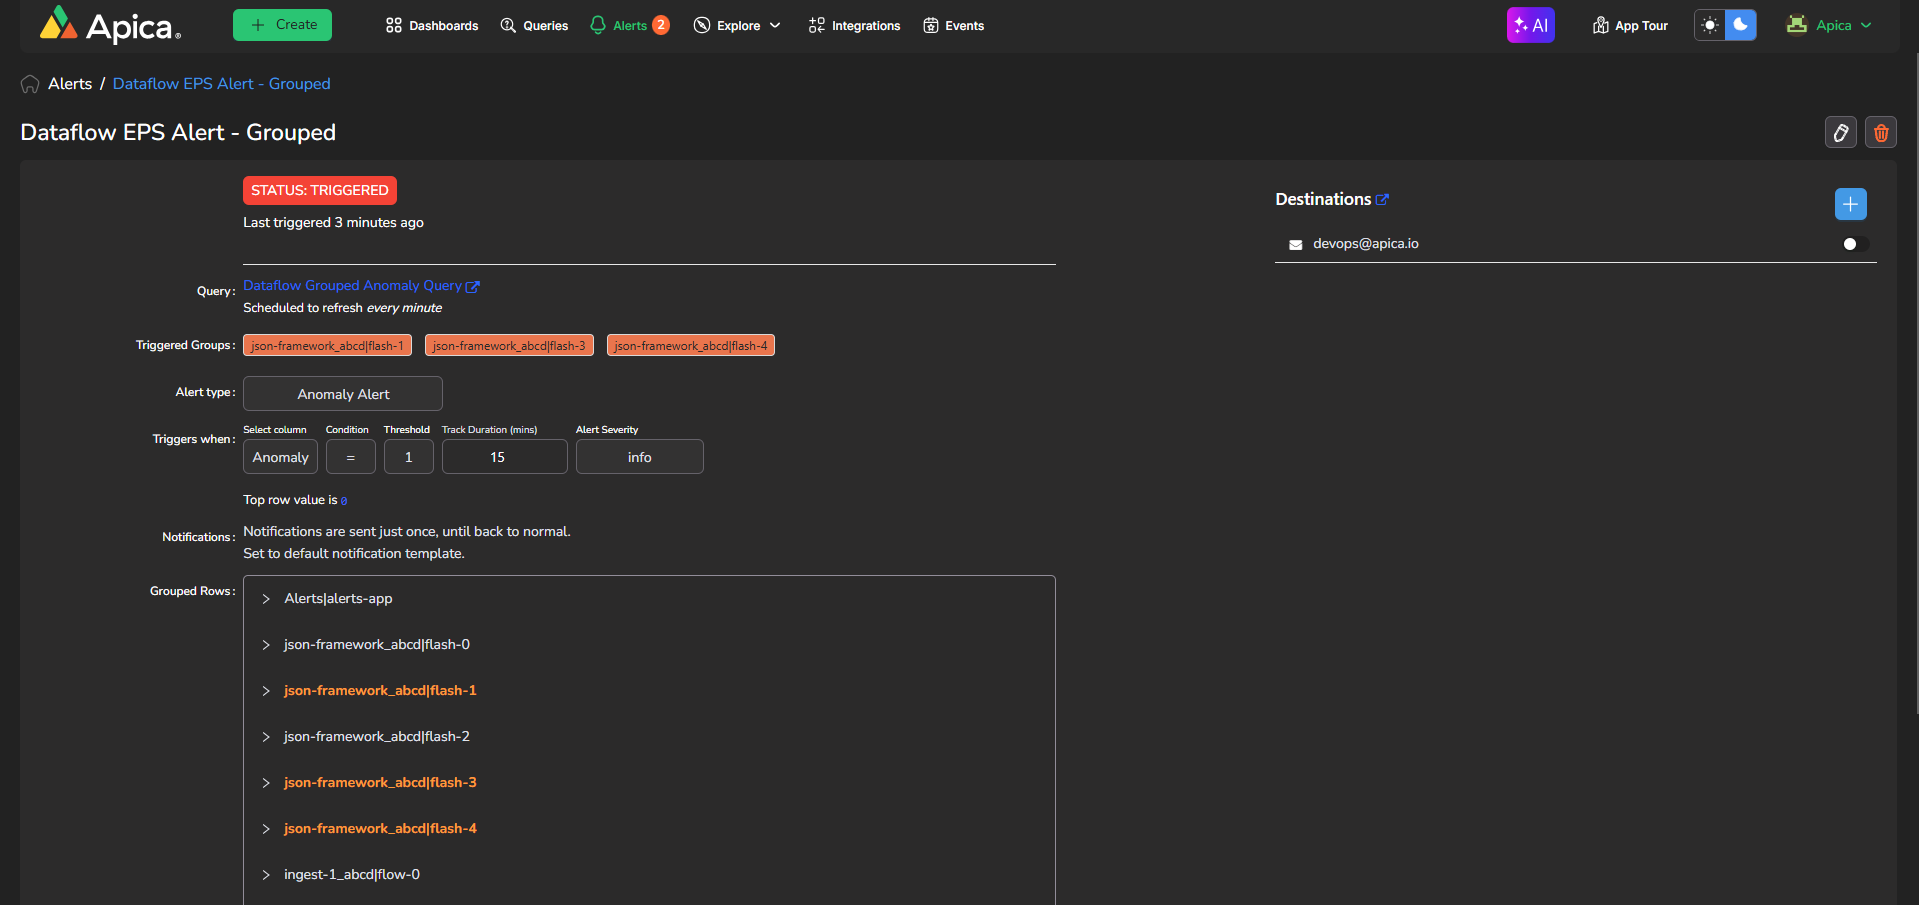 Apica®
+ Create
Dashboards
Queries
Alerts 2
Explore
Integrations
Events
AI
App Tour
Apica
Alerts / Dataflow EPS Alert - Grouped
Dataflow EPS Alert - Grouped
STATUS: TRIGGERED
Last triggered 3 minutes ago
Destinations
devops@apica.io
Query: Dataflow Grouped Anomaly Query
Scheduled to refresh every minute
Triggered Groups: json-framework_abcd|flash-1 json-framework_abcd|flash-3 json-framework_abcd|flash-4
Alert type: Anomaly Alert
Select column Condition Threshold Track Duration (mins) Alert Severity
Triggers when: Anomaly = 1 15 info
Top row value is 0
Notifications: Notifications are sent just once, until back to normal.
Set to default notification template.
Grouped Rows:
Alerts|alerts-app
json-framework_abcd|flash-0
json-framework_abcd|flash-1
json-framework_abcd|flash-2
json-framework_abcd|flash-3
json-framework_abcd|flash-4
ingest-1_abcd|flow-0